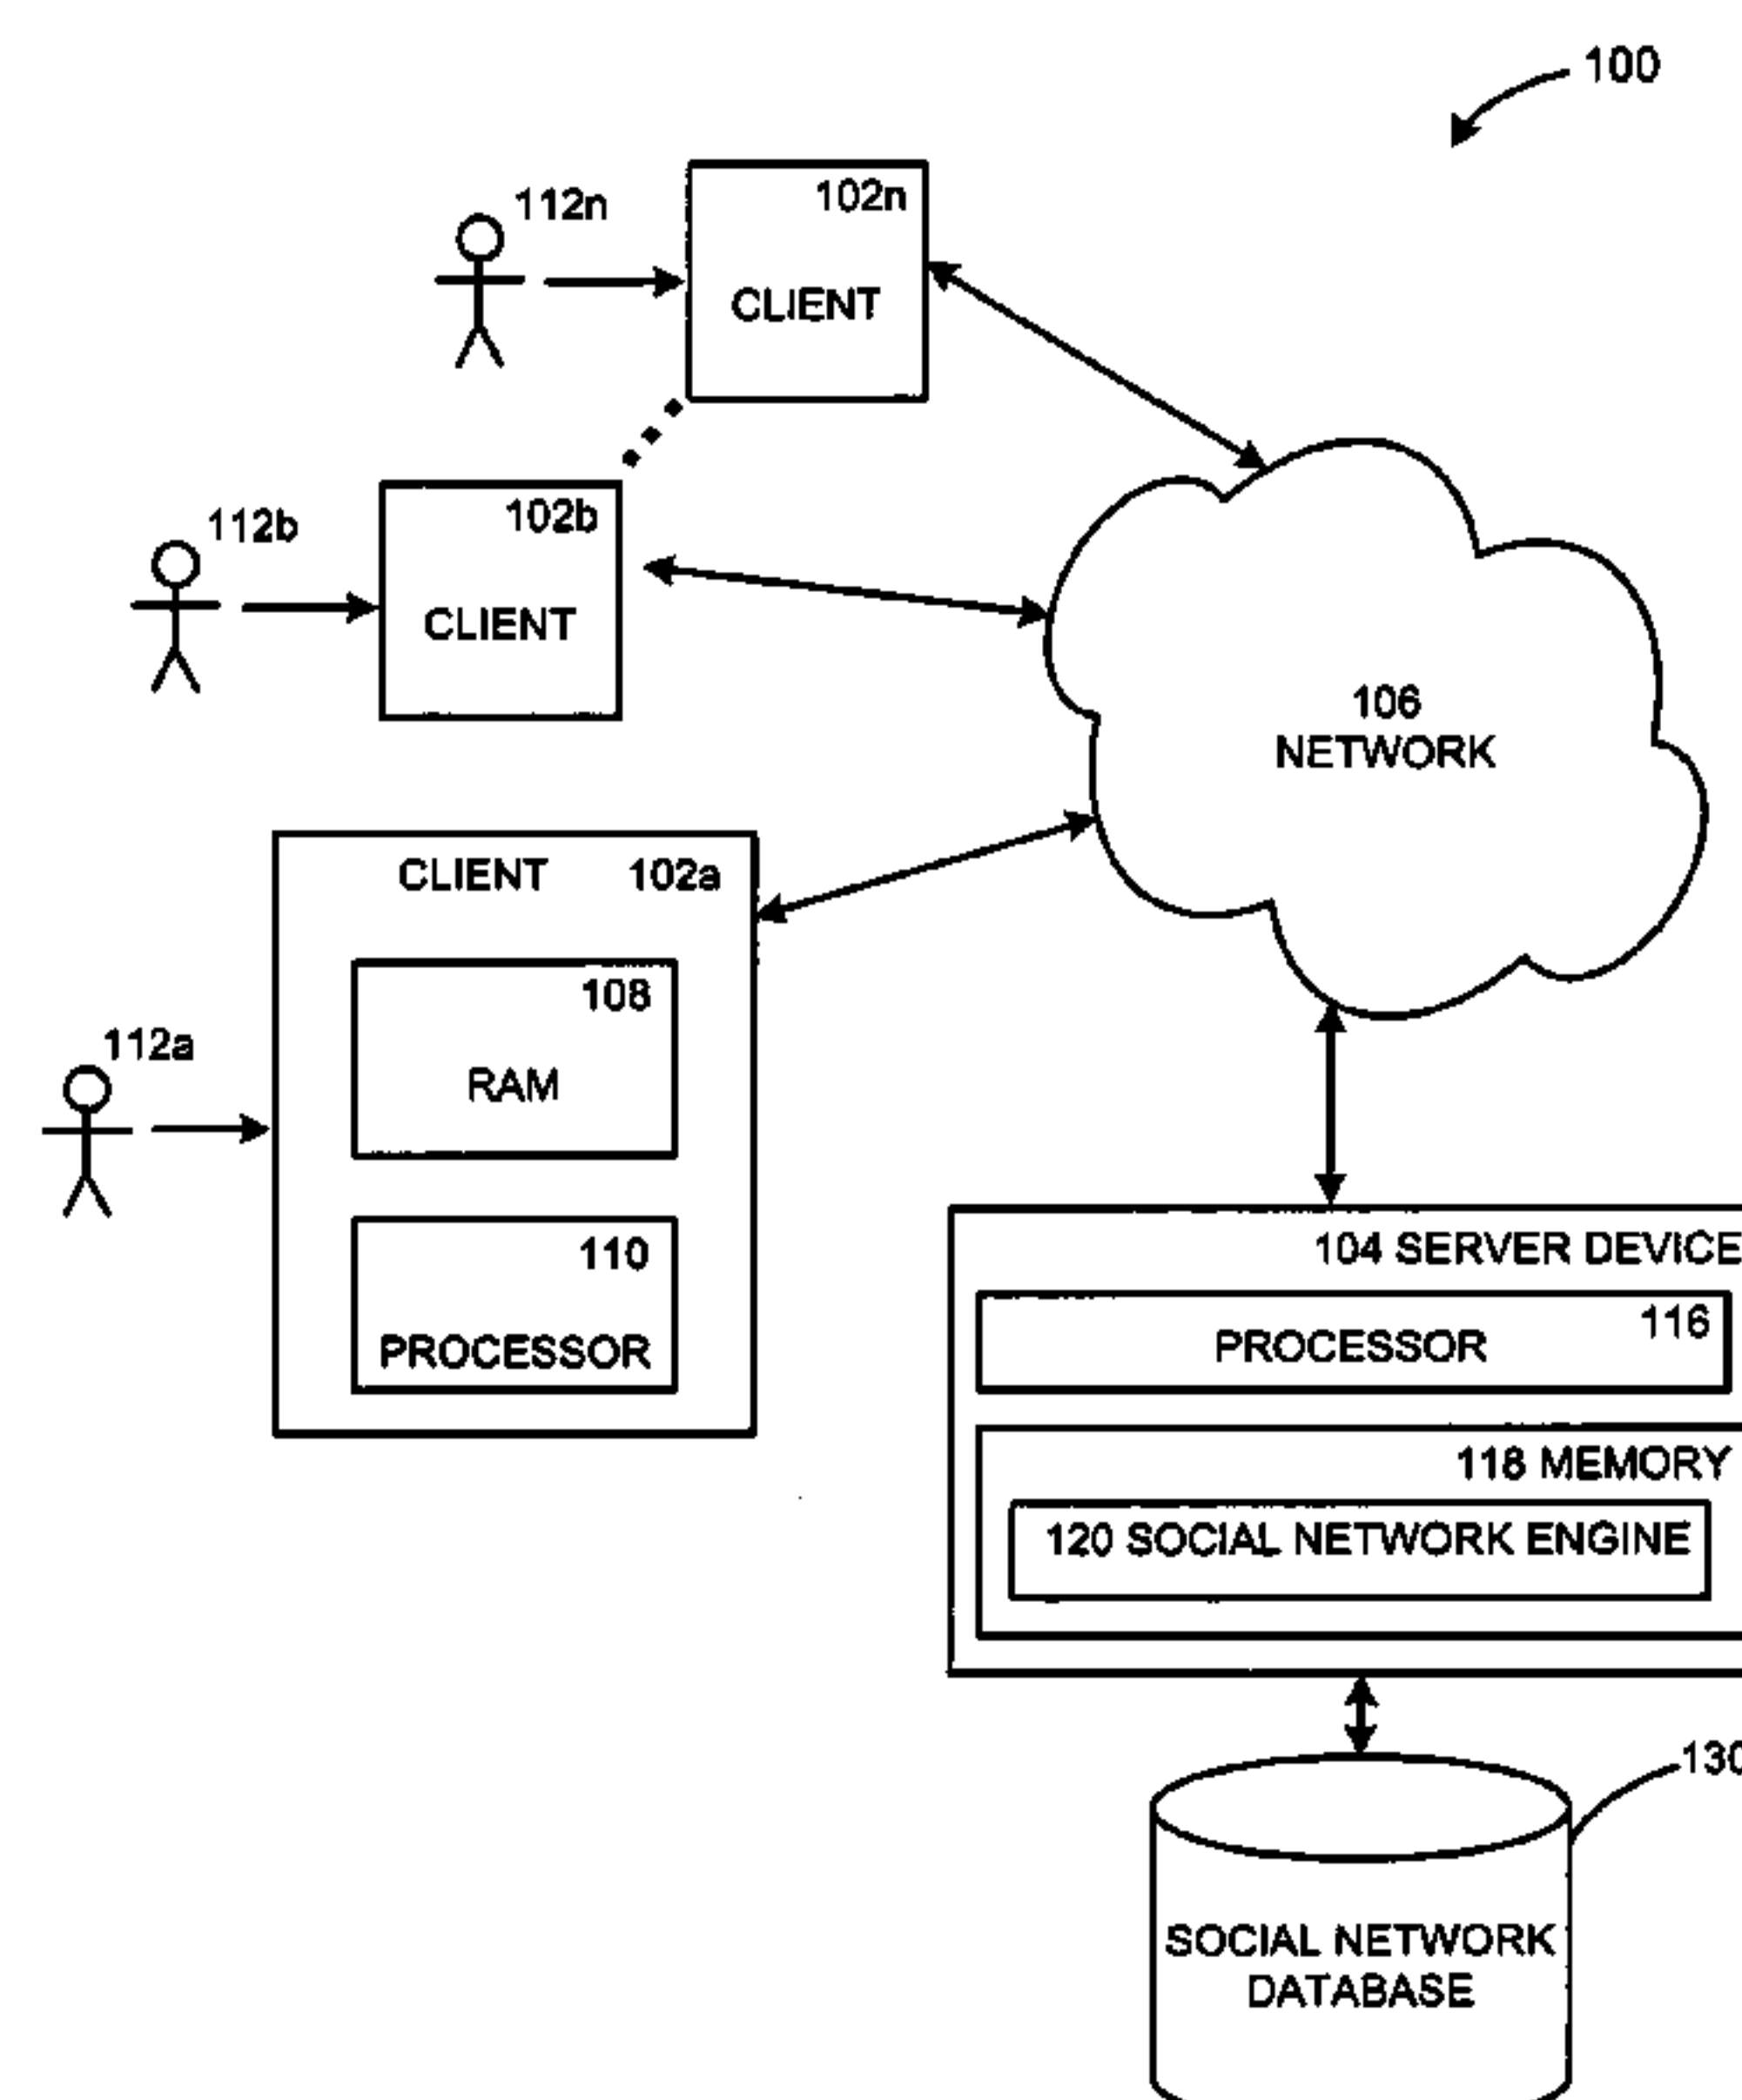 100
112n
102n
CLIENT
112b
102b
CLIENT
106
NETWORK
CLIENT 102a
108
RAM
112a
110
PROCESSOR
104 SERVER DEVICE
116
PROCESSOR
118 MEMORY
120 SOCIAL NETWORK ENGINE
130
SOCIAL NETWORK
DATABASE